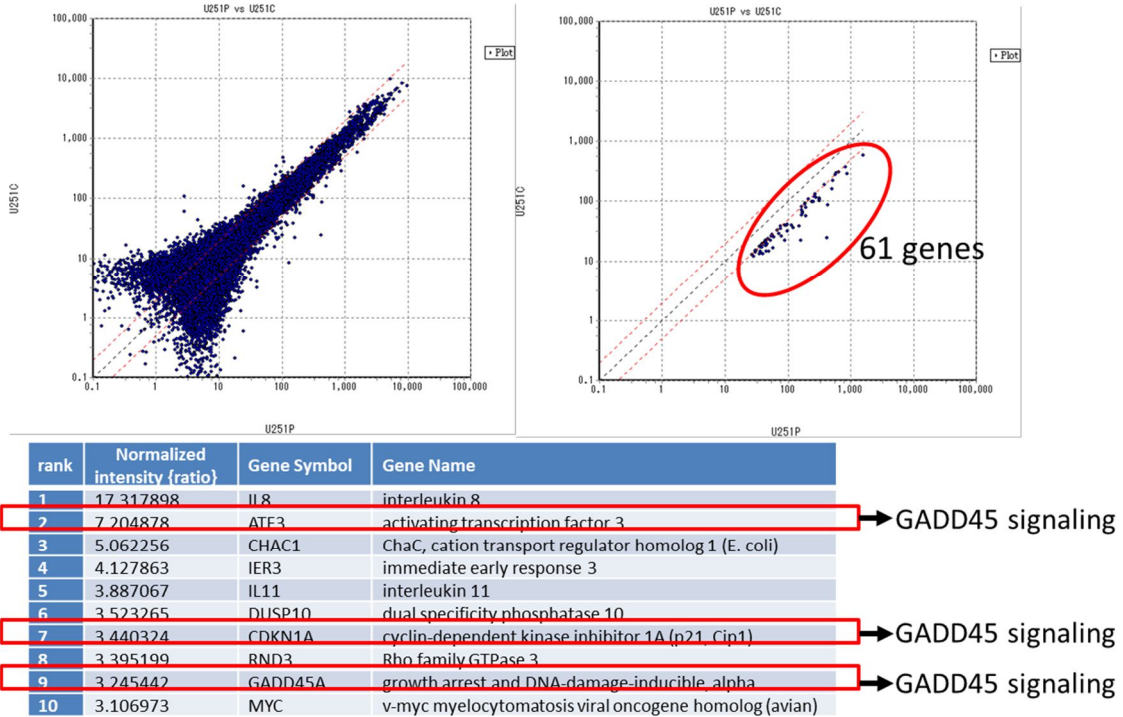 U251P vs U251C
100,000
10,000
1,000
100
10
1
0.1
U251C
0.1 1 10 100 1,000 10,000 100,000
U251P
Plot
U251P vs U251C
100,000
10,000
1,000
100
10
1
0.1
U251C
0.1 1 10 100 1,000 10,000 100,000
U251P
Plot
61 genes
rank Normalized intensity {ratio} Gene Symbol Gene Name
1 17.317898 IL8 interleukin 8
2 7.204878 ATF3 activating transcription factor 3
GADD45 signaling
3 5.062256 CHAC1 ChaC, cation transport regulator homolog 1 (E. coli)
4 4.127863 IER3 immediate early response 3
5 3.887067 IL11 interleukin 11
6 3.523265 DUSP10 dual specificity phosphatase 10
7 3.440324 CDKN1A cyclin-dependent kinase inhibitor 1A (p21, Cip1)
GADD45 signaling
8 3.395199 RND3 Rho family GTPase 3
9 3.245442 GADD45A growth arrest and DNA-damage-inducible, alpha
GADD45 signaling
10 3.106973 MYC v-myc myelocytomatosis viral oncogene homolog (avian)